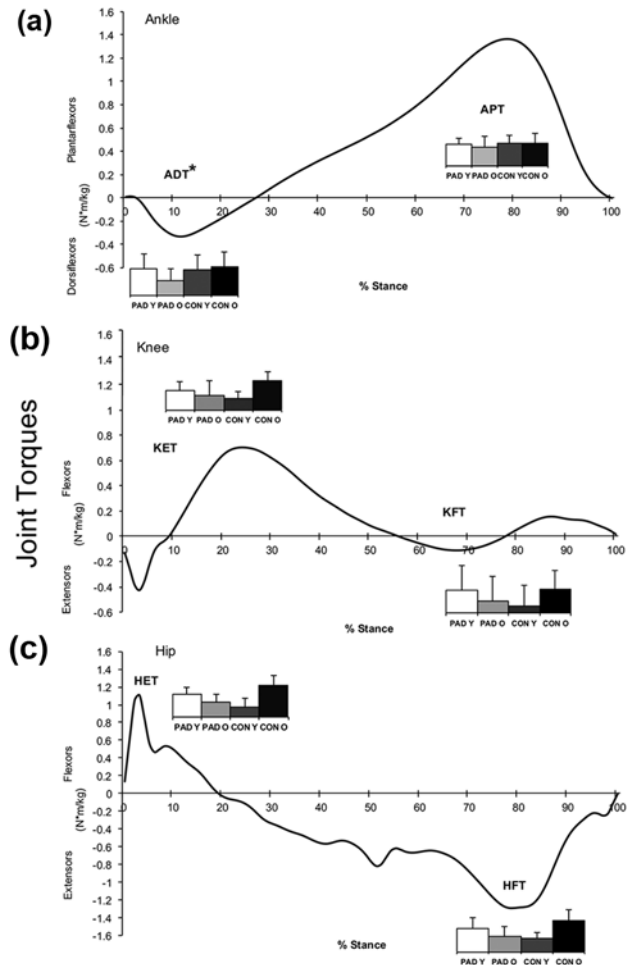 (a)
Ankle
1.6
1.4
1.2
1
0.8
0.6
0.4
0.2
0
-0.2
-0.4
-0.6
Plantarflexors
(N*m/kg)
Dorsiflexors
ADT*
APT
PAD Y PAD O CON Y CON O
0 10 20 30 40 50 60 70 80 90 100
PAD Y PAD O CON Y CON O
% Stance
(b)
Knee
1.6
1.4
1.2
1
0.8
0.6
0.4
0.2
0
-0.2
-0.4
-0.6
Joint Torques
Flexors
(N*m/kg)
Extensors
PAD Y PAD O CON Y CON O
KET
KFT
0 10 20 30 40 50 60 70 80 90 100
PAD Y PAD O CON Y CON O
% Stance
(c)
Hip
1.6
1.4
1.2
1
0.8
0.6
0.4
0.2
0
-0.2
-0.4
-0.6
-0.8
-1
-1.2
-1.4
-1.6
Flexors
(N*m/kg)
Extensors
HET
PAD Y PAD O CON Y CON O
0 10 20 30 40 50 60 70 80 90 100
HFT
PAD Y PAD O CON Y CON O
% Stance